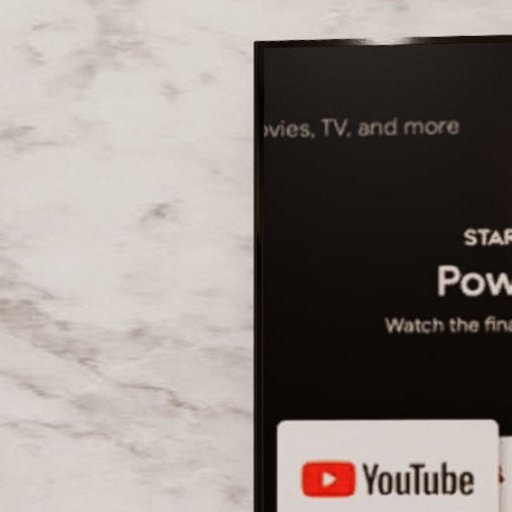 ovies, TV, and more
STAR
Pow
Watch the fina
YouTube